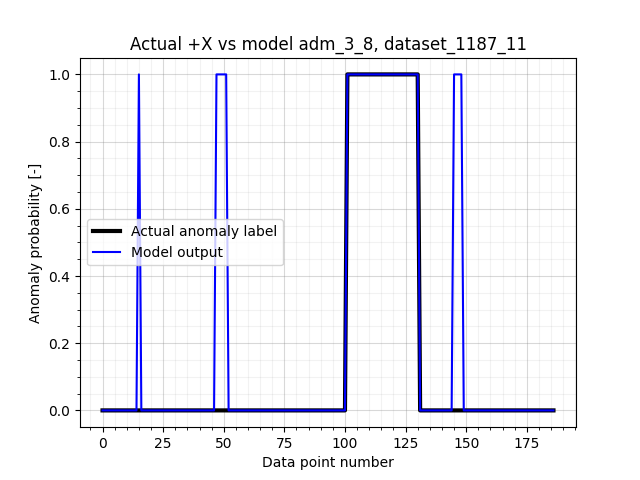 Actual +X vs model adm_3_8, dataset_1187_11
Anomaly probability [-]
1.0
0.8
0.6
0.4
0.2
0.0
Actual anomaly label
Model output
0 25 50 75 100 125 150 175
Data point number